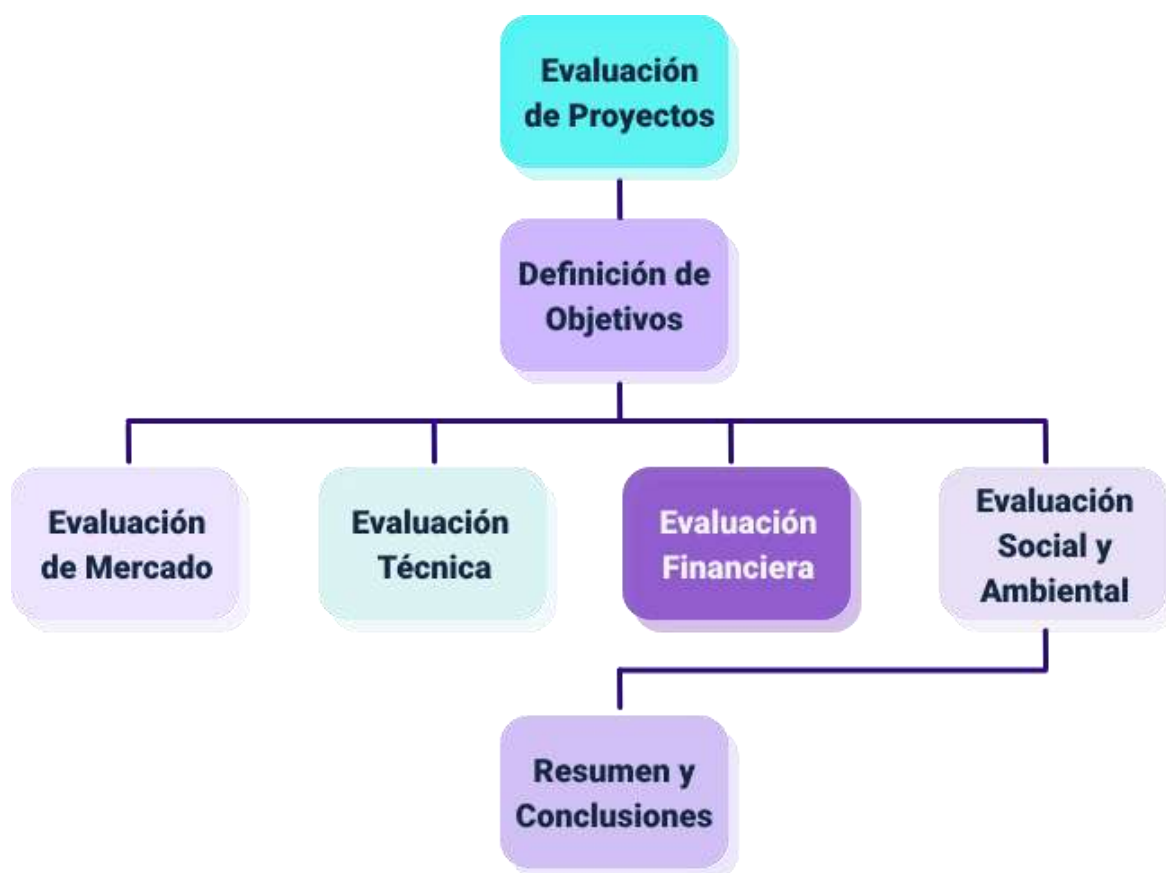 Evaluación
de Proyectos
Definición de
Objetivos
Evaluación
de Mercado
Evaluación
Técnica
Evaluación
Financiera
Evaluación
Social y
Ambiental
Resumen y
Conclusiones